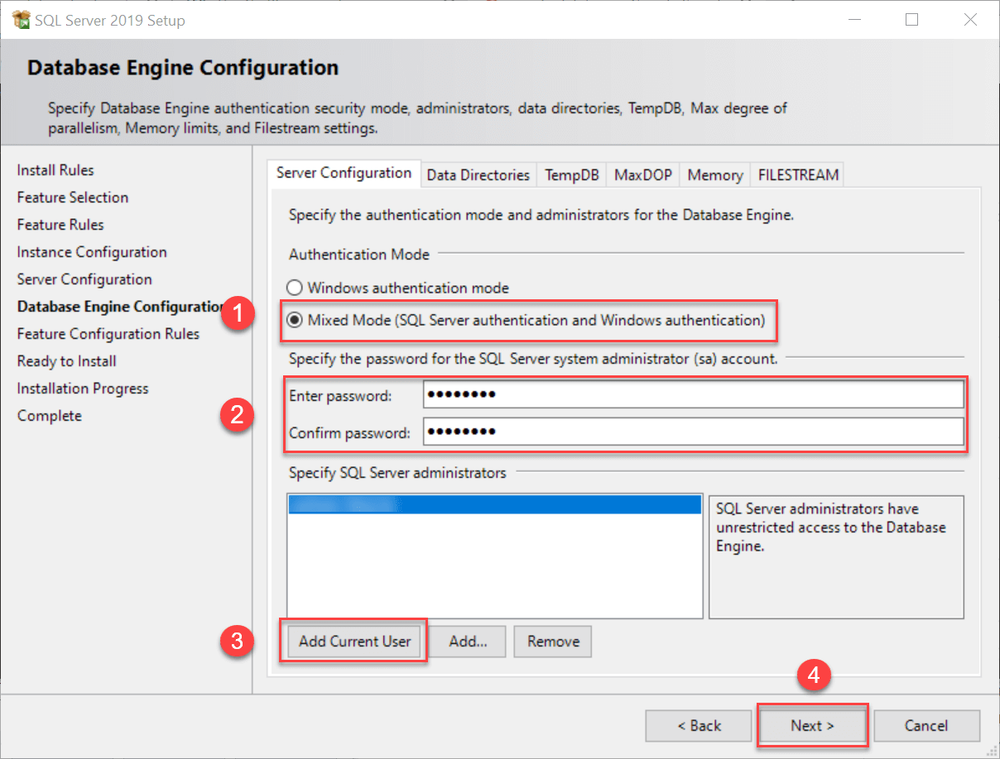 SQL Server 2019 Setup
Database Engine Configuration
Specify Database Engine authentication security mode, administrators, data directories, TempDB, Max degree of
parallelism, Memory limits, and Filestream settings.
Install Rules
Feature Selection
Feature Rules
Instance Configuration
Server Configuration
Database Engine Configuration
Feature Configuration Rules
Ready to Install
Installation Progress
Complete
Server Configuration Data Directories TempDB MaxDOP Memory FILESTREAM
Specify the authentication mode and administrators for the Database Engine.
Authentication Mode
Windows authentication mode
1 Mixed Mode (SQL Server authentication and Windows authentication)
Specify the password for the SQL Server system administrator (sa) account.
2
Enter password: ●●●●●●●●
Confirm password: ●●●●●●●●
Specify SQL Server administrators
SQL Server administrators have
unrestricted access to the Database
Engine.
3 Add Current User Add... Remove
4
< Back Next > Cancel